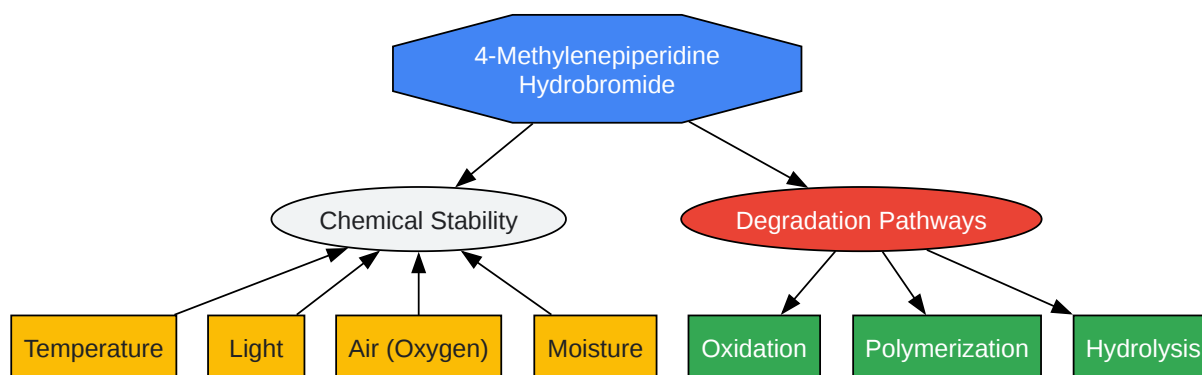 4-Methylenepiperidine
Hydrobromide
Chemical Stability
Degradation Pathways
Temperature
Light
Air (Oxygen)
Moisture
Oxidation
Polymerization
Hydrolysis